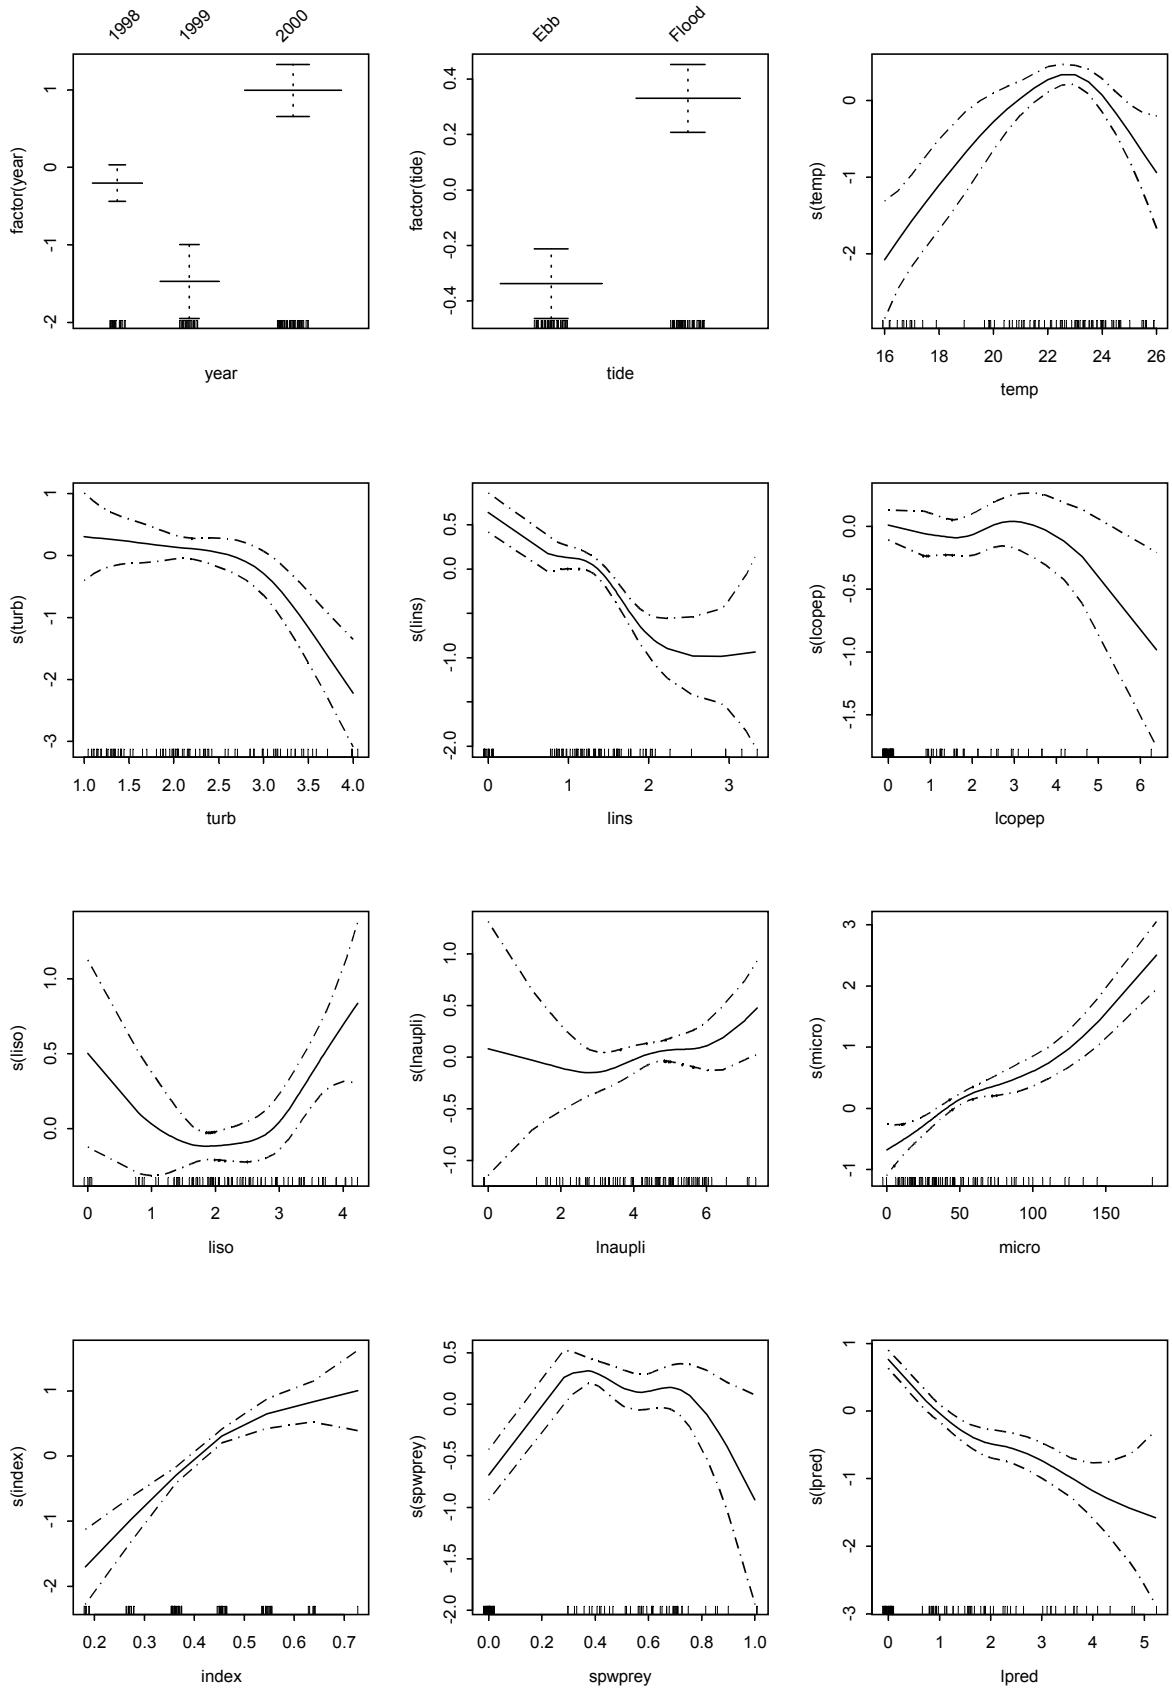 1998 1999 2000
factor(year)
1
0
-1
-2
year
Ebb Flood
factor(tide)
0.4
0.2
0.0
-0.2
-0.4
tide
s(temp)
0
-1
-2
16 18 20 22 24 26
temp
s(turb)
1
0
-1
-2
-3
1.0 1.5 2.0 2.5 3.0 3.5 4.0
turb
s(lins)
0.5
0.0
-1.0
-2.0
0 1 2 3
lins
s(lcopep)
0.0
-0.5
-1.0
-1.5
0 1 2 3 4 5 6
lcopep
s(liso)
1.0
0.5
0.0
0 1 2 3 4
liso
s(lnaupli)
1.0
0.5
0.0
-0.5
-1.0
0 2 4 6
lnaupli
s(micro)
3
2
1
0
-1
0 50 100 150
micro
s(index)
1
0
-1
-2
0.2 0.3 0.4 0.5 0.6 0.7
index
s(spwprey)
0.5
0.0
-0.5
-1.0
-1.5
-2.0
0.0 0.2 0.4 0.6 0.8 1.0
spwprey
s(lpred)
1
0
-1
-2
-3
0 1 2 3 4 5
lpred